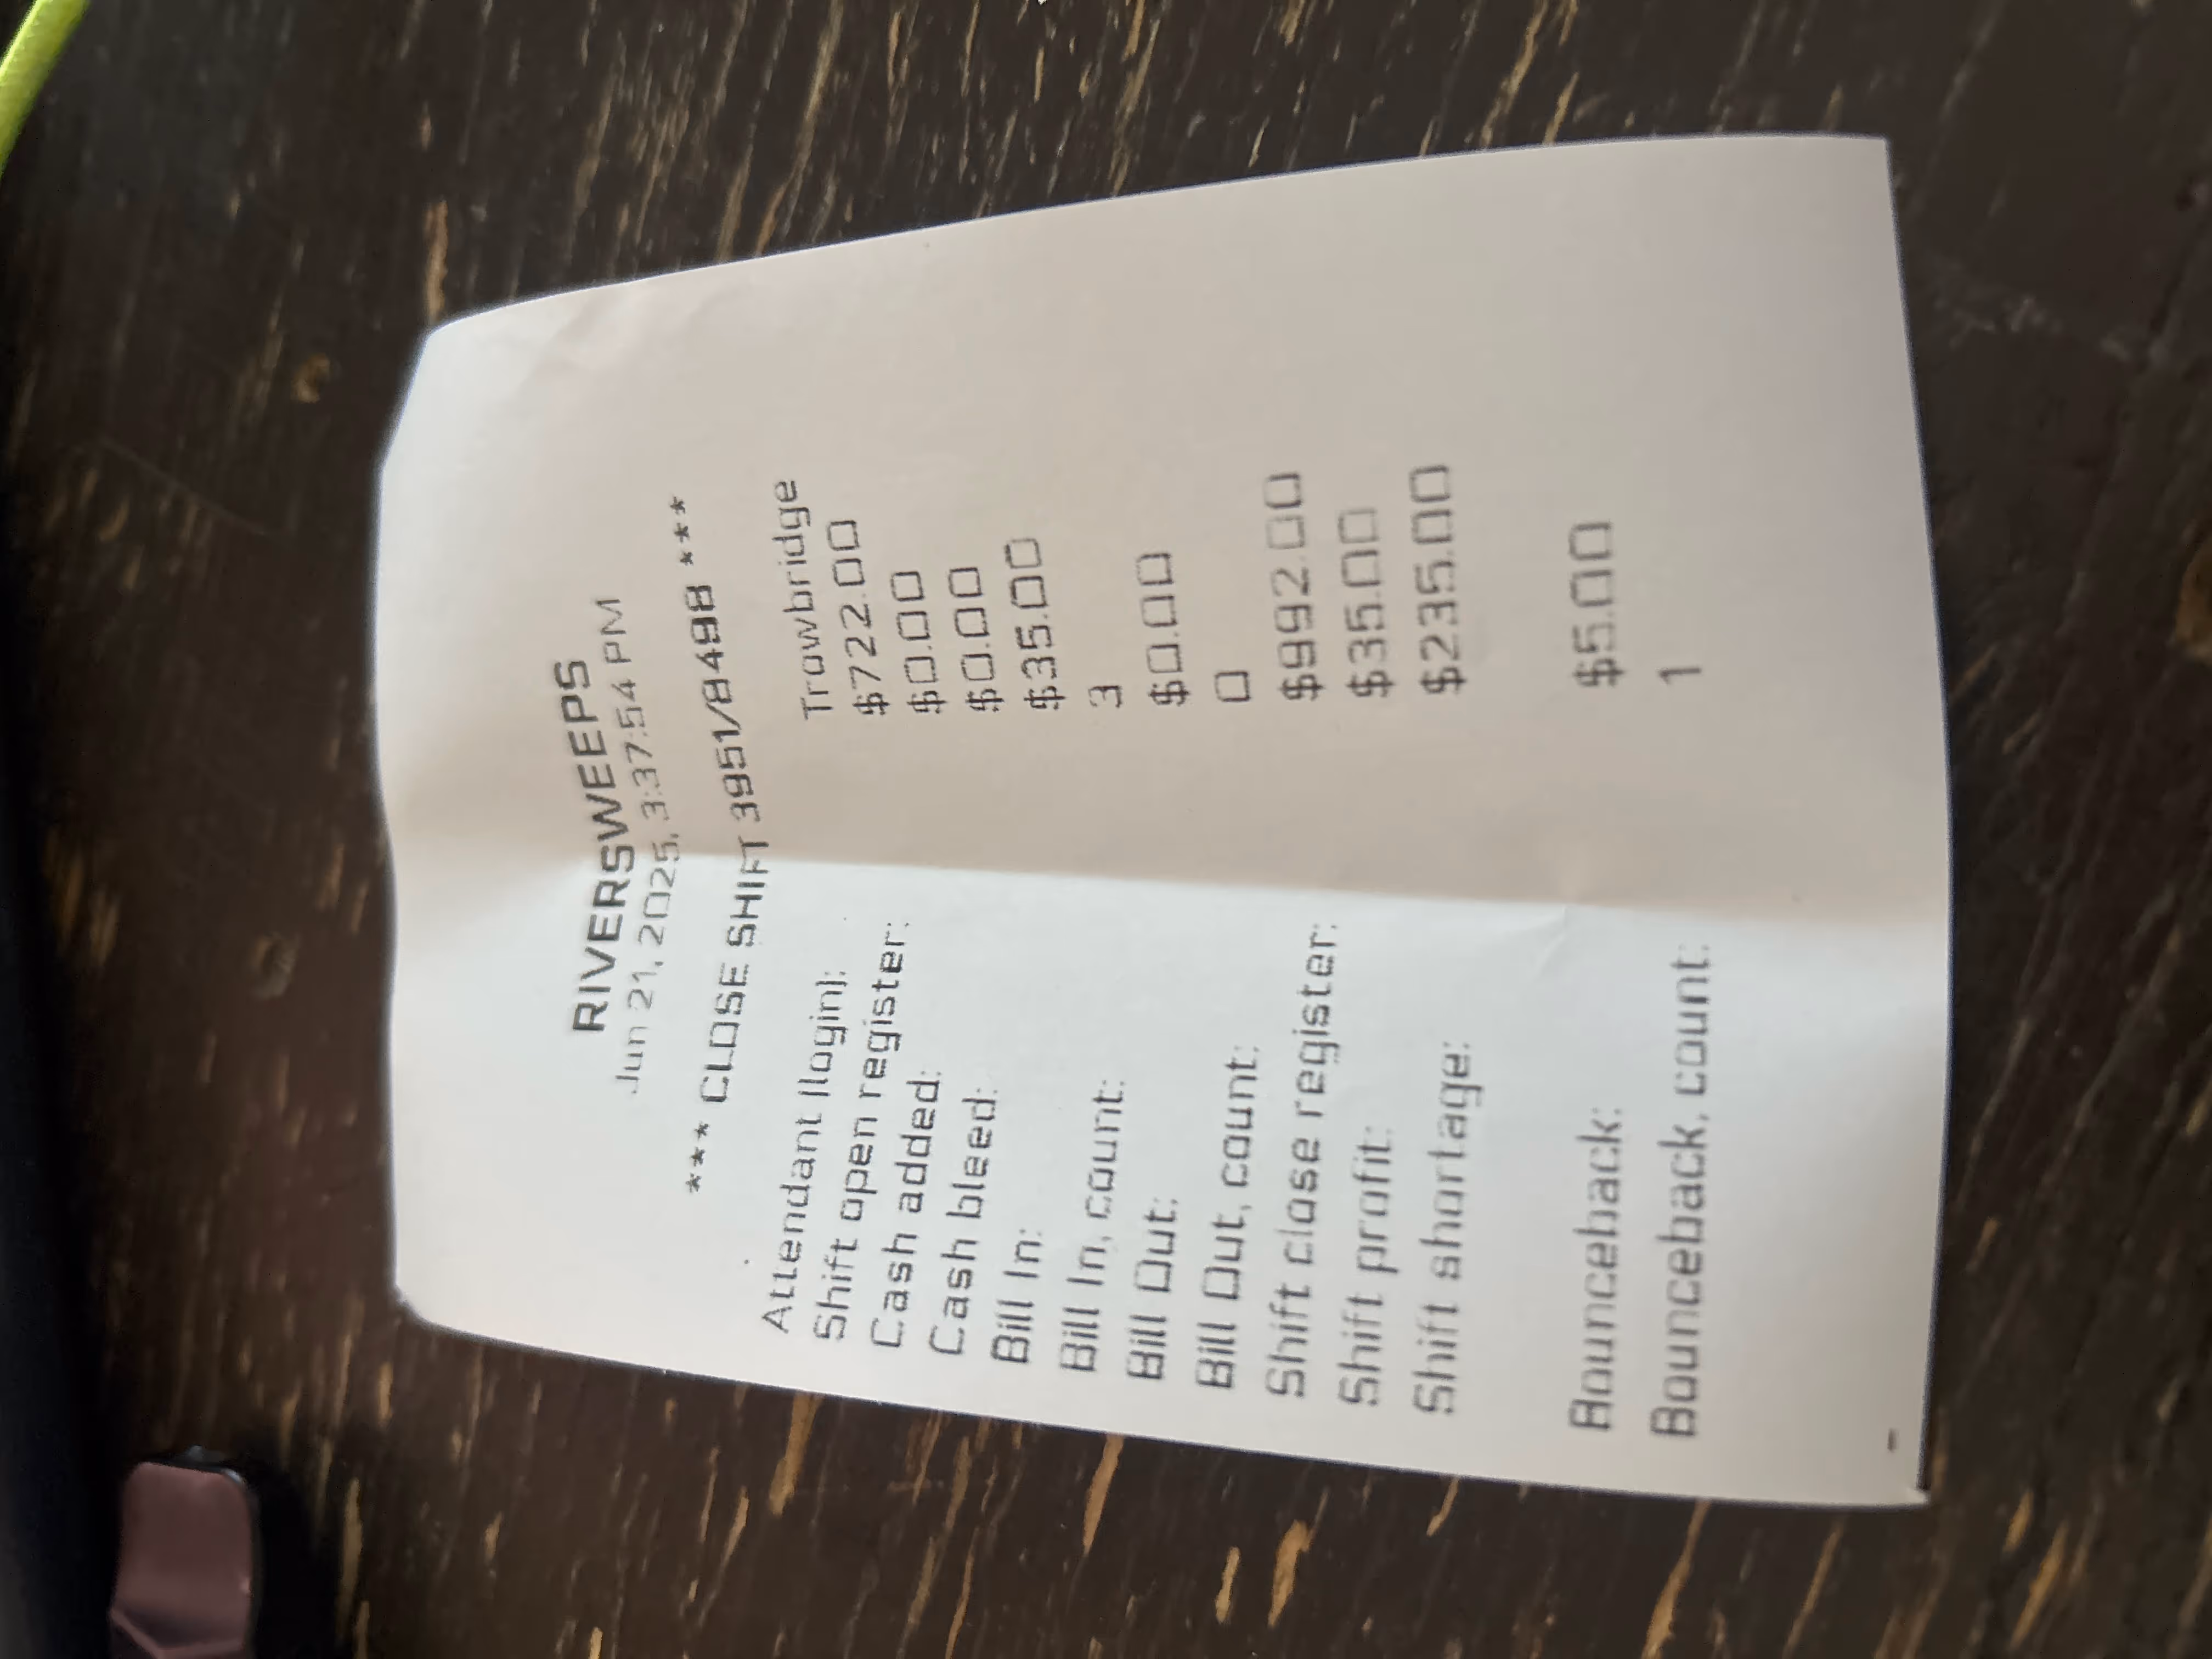 RIVERSWEEPS
Jun 21, 2025, 3:37:54 PM
*** CLOSE SHIFT 3951/8498 ***
Attendant (login): Trowbridge
Shift open register: $722.00
Cash added: $0.00
Cash bleed: $0.00
Bill In: $35.00
Bill In, count: 3
Bill Out: $0.00
Bill Out, count: 0
Shift close register: $992.00
Shift profit: $35.00
Shift shortage: $235.00
Bounceback: $5.00
Bounceback, count: 1